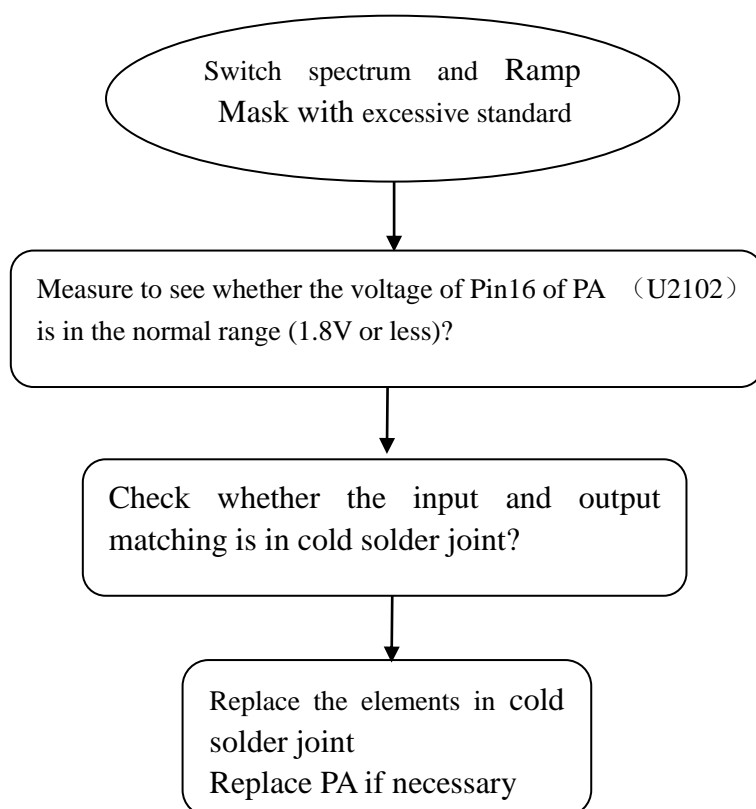 Switch spectrum and Ramp
Mask with excessive standard
Measure to see whether the voltage of Pin16 of PA （U2102）
is in the normal range (1.8V or less)?
Check whether the input and output
matching is in cold solder joint?
Replace the elements in cold
solder joint
Replace PA if necessary